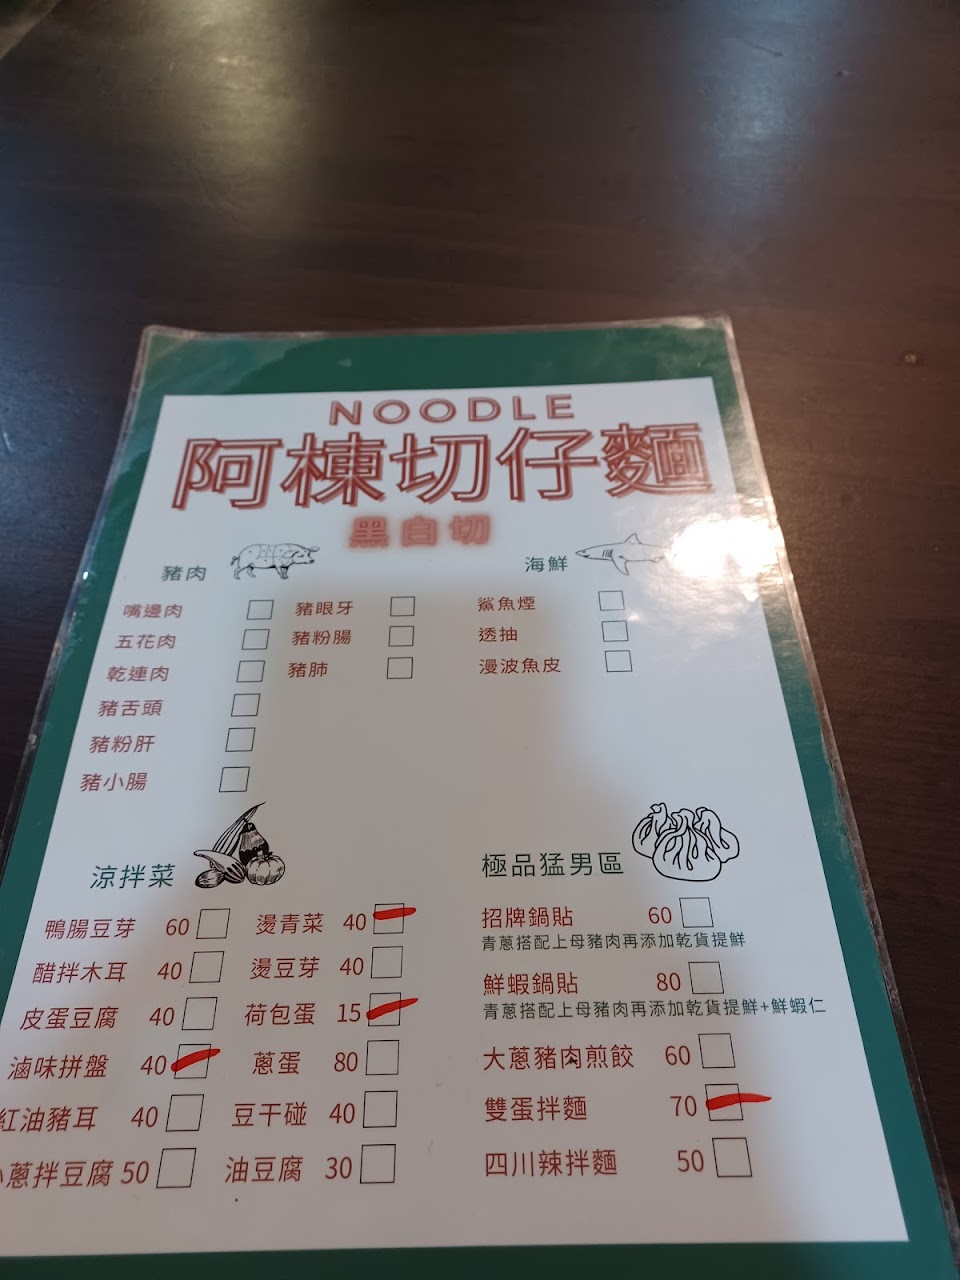 NOODLE
阿棟切仔麵
黑白切
豬肉
嘴邊肉
五花肉
乾連肉
豬舌頭
豬粉肝
豬小腸
豬眼牙
豬粉腸
豬肺
海鮮
鯊魚煙
透抽
漫波魚皮
涼拌菜
鴨腸豆芽 60
醋拌木耳 40
皮蛋豆腐 40
滷味拼盤 40
紅油豬耳 40
小蔥拌豆腐 50
燙青菜 40
燙豆芽 40
荷包蛋 15
蔥蛋 80
豆干碰 40
油豆腐 30
極品猛男區
招牌鍋貼 60
青蔥搭配上母豬肉再添加乾貨提鮮
鮮蝦鍋貼 80
青蔥搭配上母豬肉再添加乾貨提鮮+鮮蝦仁
大蔥豬肉煎餃 60
雙蛋拌麵 70
四川辣拌麵 50